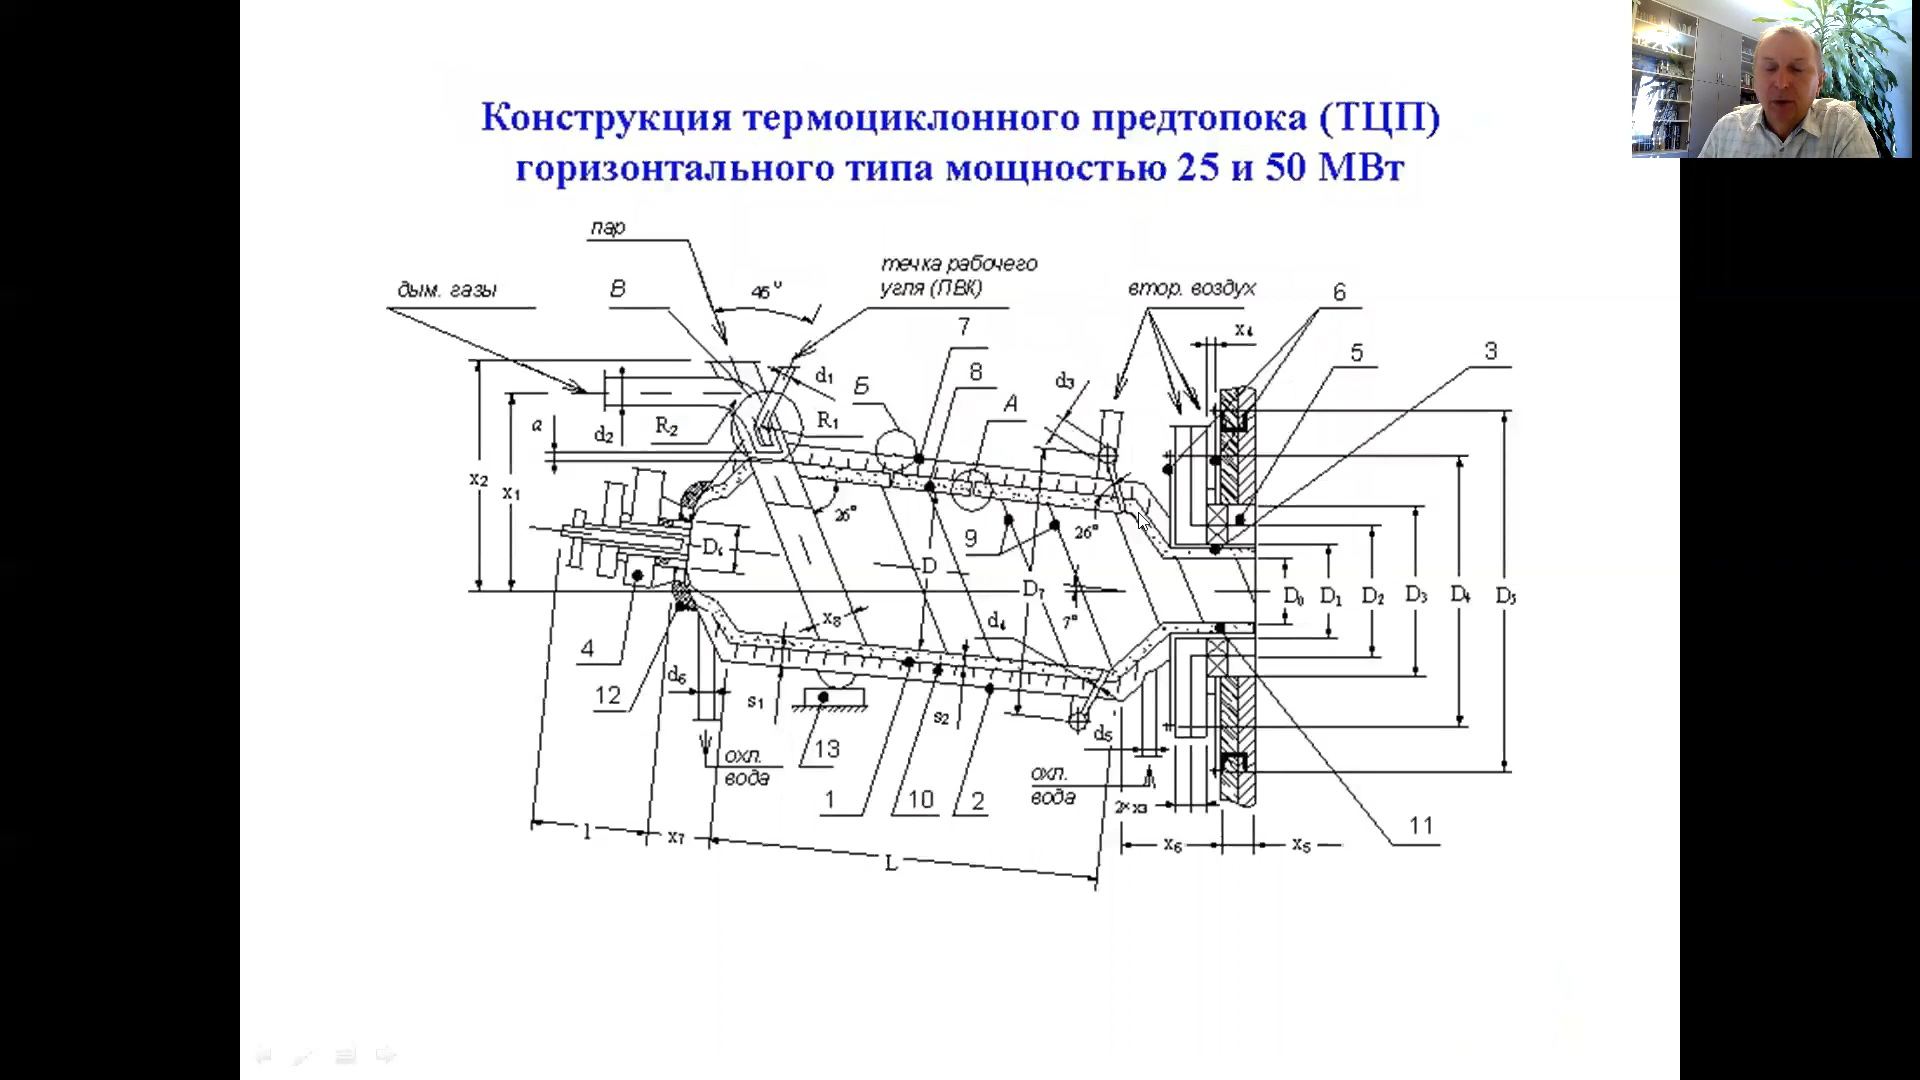 Конструкция термоциклонного предтопока (ТЦП)
горизонтального типа мощностью 25 и 50 МВт
пар
течка рабочего
угля (ПВК)
дым. газы
В
втор. воздух
6
7
x4
5
3
8
d1
Б
d3
А
a
d2
R2
R1
x2
x1
26°
26°
9
D
D7
D0
D1
D2
D3
D4
D5
x8
d4
7°
4
12
d6
s1
s2
d5
охл.
вода
13
охл.
вода
1
10
2
2×x3
11
l
x7
L
x6
x5